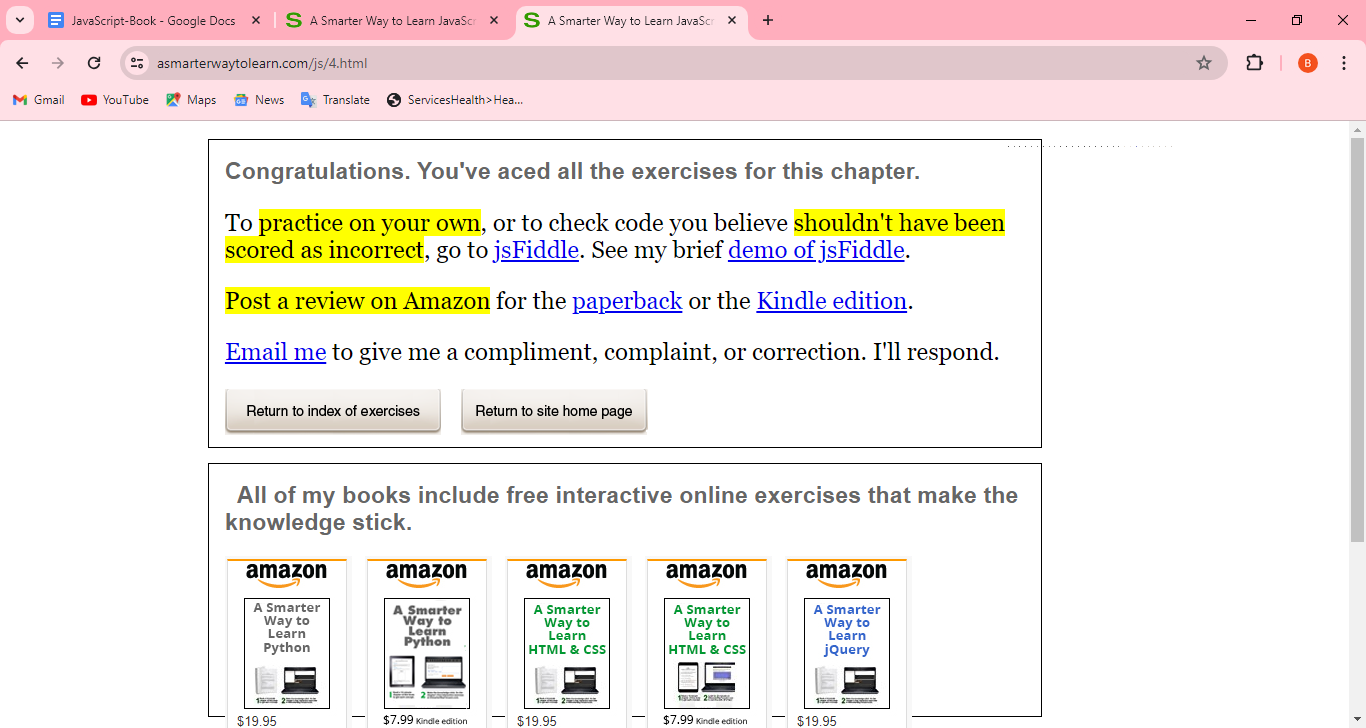 JavaScript-Book - Google Docs
A Smarter Way to Learn JavaSc
A Smarter Way to Learn JavaSc
asmarterwaytolearn.com/js/4.html
B
Gmail
YouTube
Maps
News
Translate
ServicesHealth>Hea...
Congratulations. You've aced all the exercises for this chapter.
To practice on your own, or to check code you believe shouldn't have been
scored as incorrect, go to jsFiddle. See my brief demo of jsFiddle.
Post a review on Amazon for the paperback or the Kindle edition.
Email me to give me a compliment, complaint, or correction. I'll respond.
Return to index of exercises
Return to site home page
All of my books include free interactive online exercises that make the
knowledge stick.
amazon
A Smarter
Way to
Learn
Python
$19.95
amazon
A Smarter
Way to
Learn
Python
$7.99 Kindle edition
amazon
A Smarter
Way to
Learn
HTML & CSS
$19.95
amazon
A Smarter
Way to
Learn
HTML & CSS
$7.99 Kindle edition
amazon
A Smarter
Way to
Learn
jQuery
$19.95